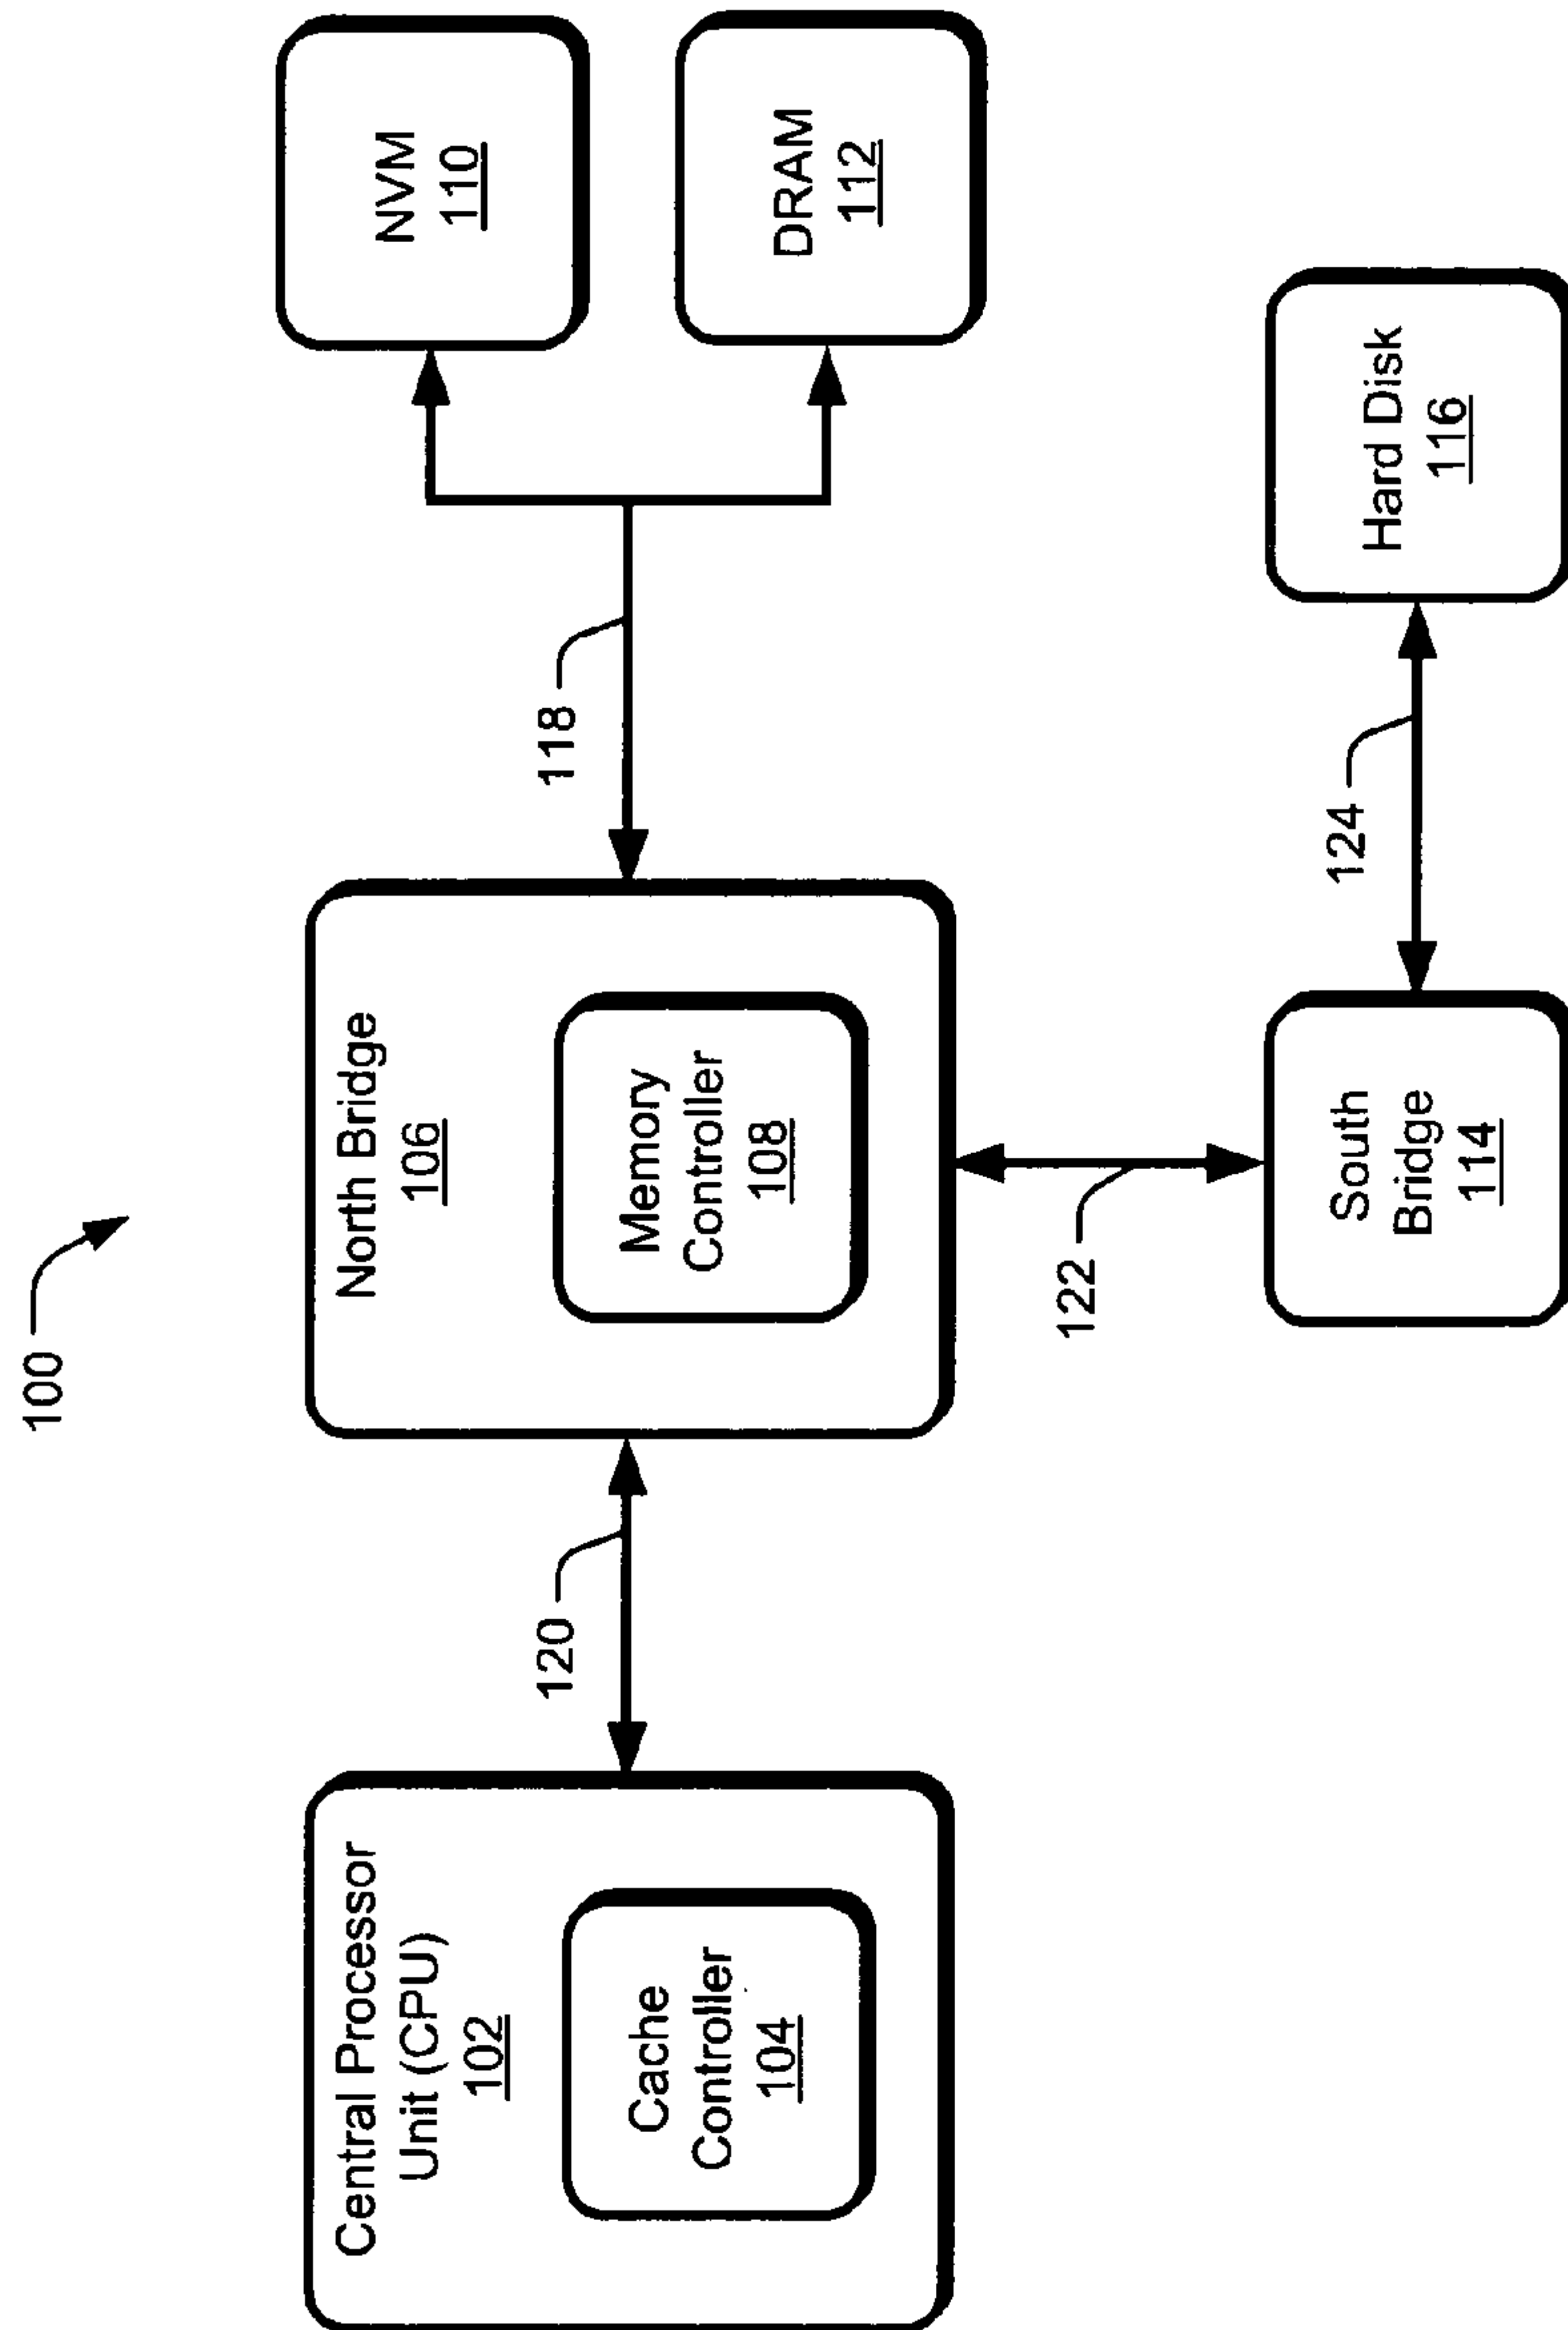 100
Central Processor
Unit (CPU)
102
Cache
Controller
104
120
North Bridge
106
Memory
Controller
108
118
NVM
110
DRAM
112
122
South
Bridge
114
124
Hard Disk
116